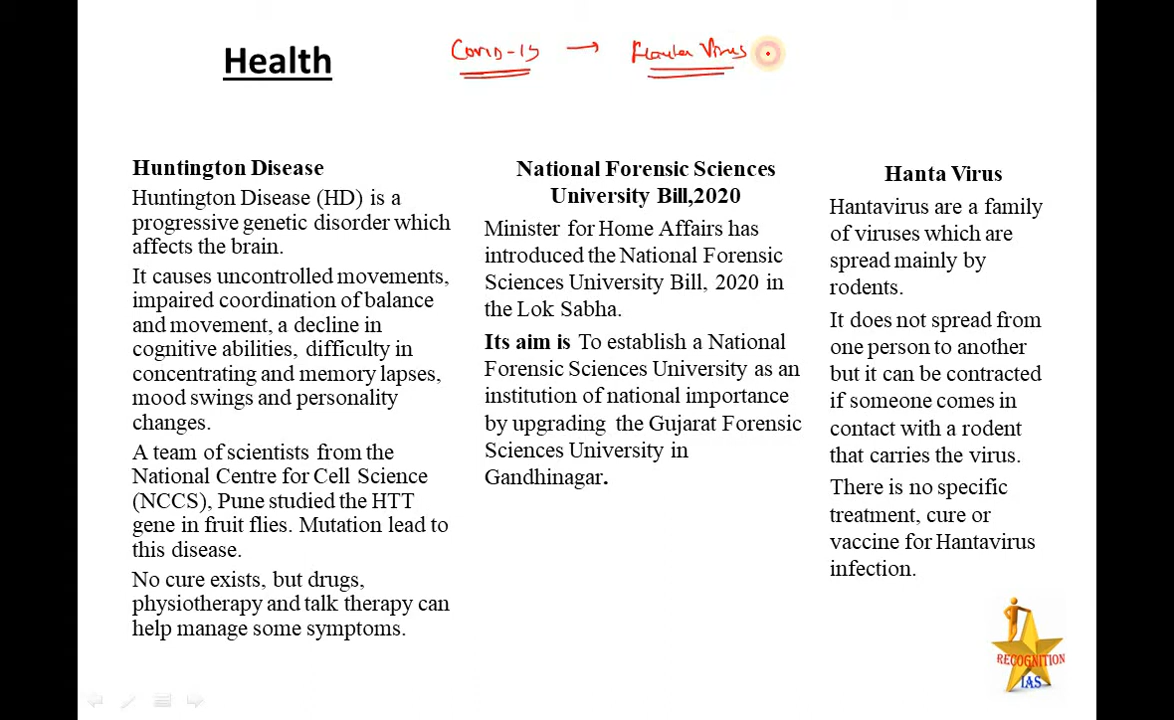 Health
Covid-19 → Hanta Virus
Huntington Disease
Huntington Disease (HD) is a
progressive genetic disorder which
affects the brain.
It causes uncontrolled movements,
impaired coordination of balance
and movement, a decline in
cognitive abilities, difficulty in
concentrating and memory lapses,
mood swings and personality
changes.
A team of scientists from the
National Centre for Cell Science
(NCCS), Pune studied the HTT
gene in fruit flies. Mutation lead to
this disease.
No cure exists, but drugs,
physiotherapy and talk therapy can
help manage some symptoms.
National Forensic Sciences
University Bill,2020
Minister for Home Affairs has
introduced the National Forensic
Sciences University Bill, 2020 in
the Lok Sabha.
Its aim is To establish a National
Forensic Sciences University as an
institution of national importance
by upgrading the Gujarat Forensic
Sciences University in
Gandhinagar.
Hanta Virus
Hantavirus are a family
of viruses which are
spread mainly by
rodents.
It does not spread from
one person to another
but it can be contracted
if someone comes in
contact with a rodent
that carries the virus.
There is no specific
treatment, cure or
vaccine for Hantavirus
infection.
RECOGNITION
IAS